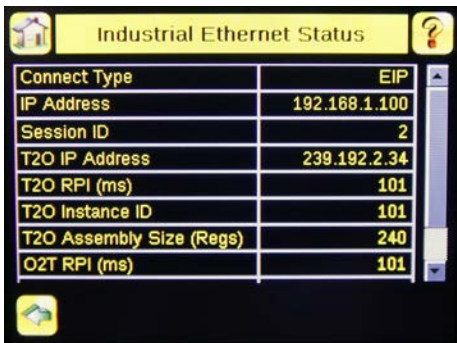 Industrial Ethernet Status
?
Connect Type EIP
IP Address 192.168.1.100
Session ID 2
T2O IP Address 239.192.2.34
T2O RPI (ms) 101
T2O Instance ID 101
T2O Assembly Size (Regs) 240
O2T RPI (ms) 101